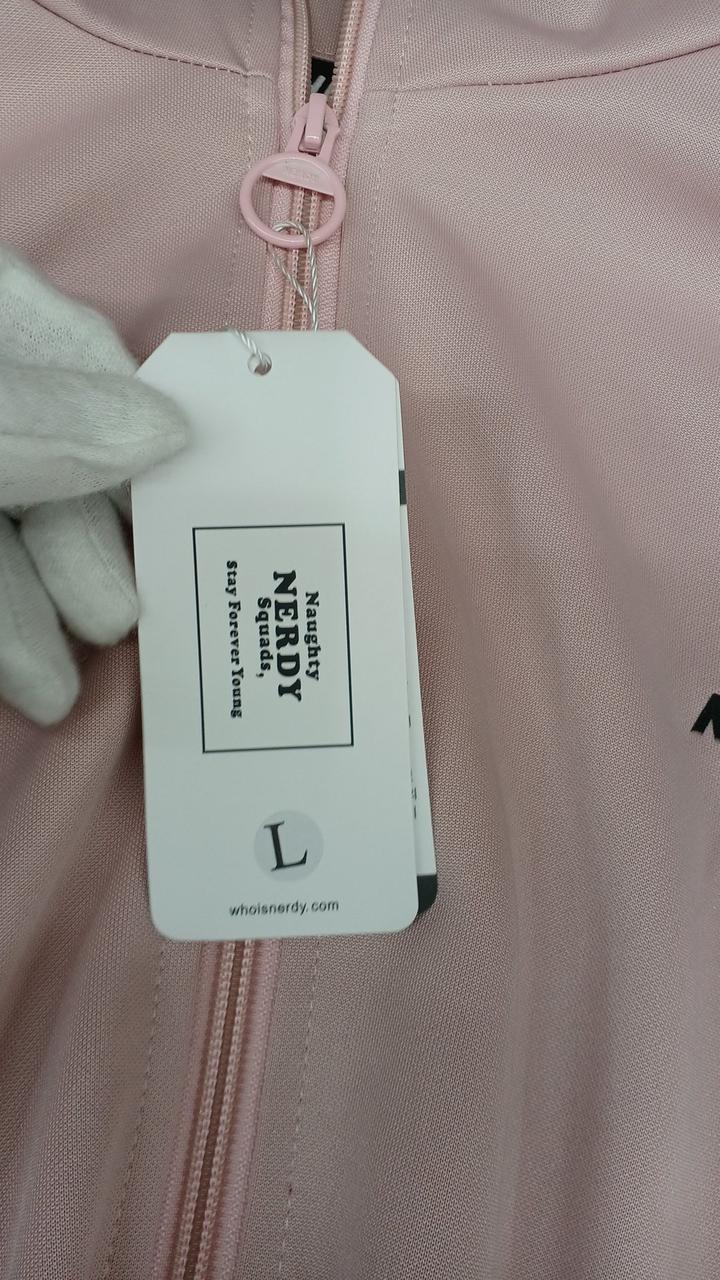 Naughty
NERDY
Squads,
Stay Forever Young
L
whoisnerdy.com
N